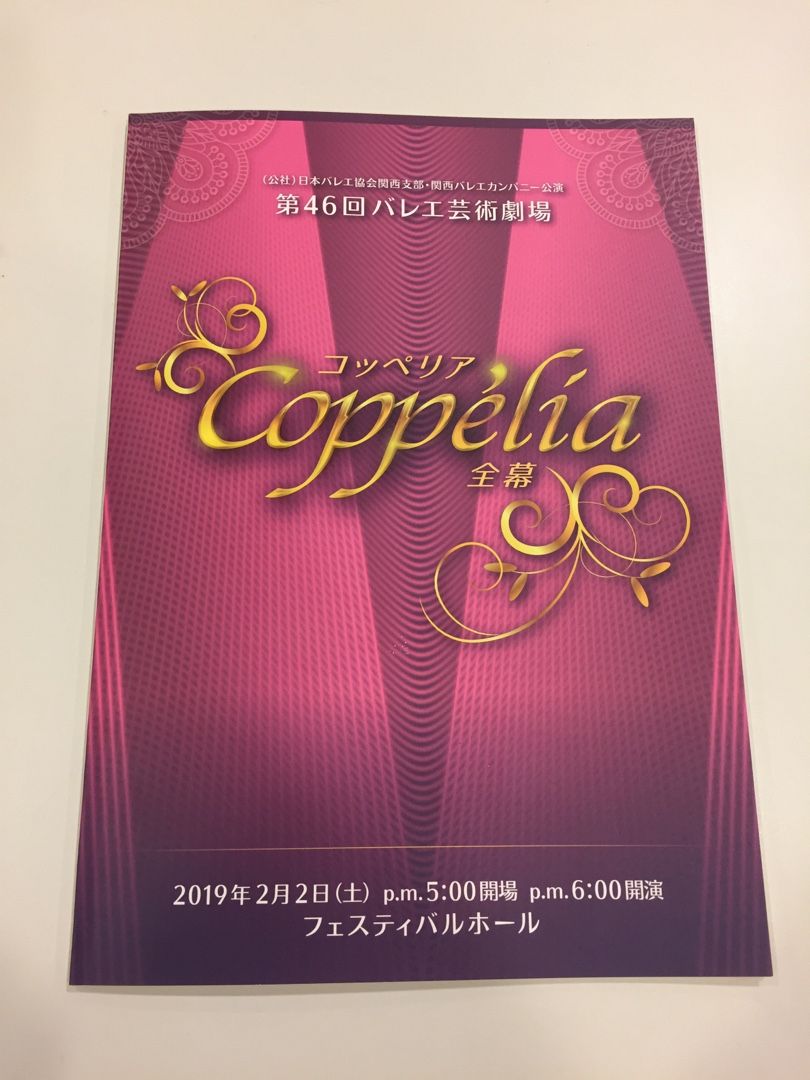 (公社)日本バレエ協会関西支部・関西バレエカンパニー公演
第46回バレエ芸術劇場
コッペリア
Coppélia
全幕
2019年2月2日(土) p.m.5:00開場 p.m.6:00開演
フェスティバルホール